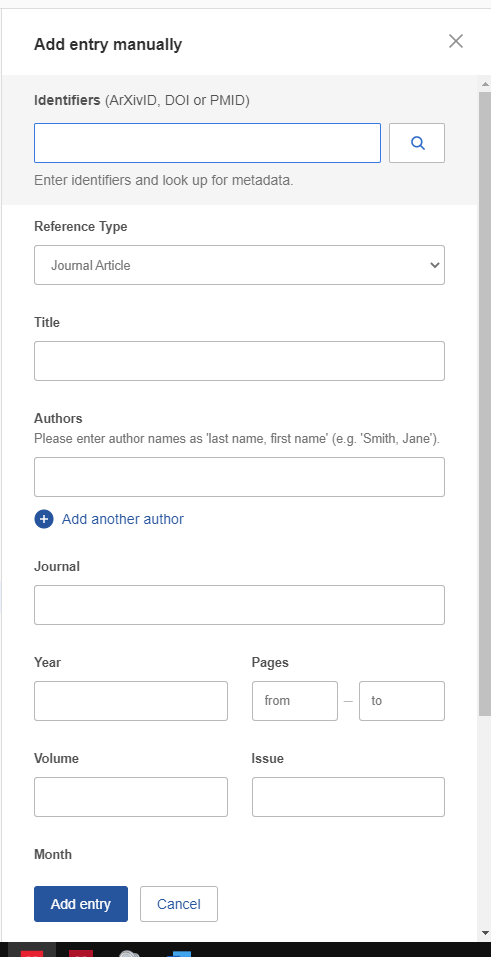 Add entry manually
Identifiers (ArXivID, DOI or PMID)
Enter identifiers and look up for metadata.
Reference Type
Journal Article
Title
Authors
Please enter author names as 'last name, first name' (e.g. 'Smith, Jane').
Add another author
Journal
Year Pages
from – to
Volume Issue
Month
Add entry Cancel